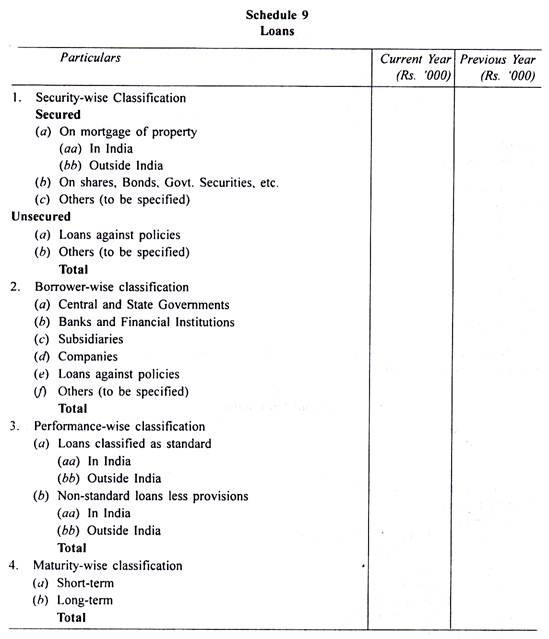 Schedule 9
Loans
Particulars Current Year Previous Year
(Rs. '000) (Rs. '000)
1. Security-wise Classification
Secured
(a) On mortgage of property
(aa) In India
(bb) Outside India
(b) On shares, Bonds, Govt. Securities, etc.
(c) Others (to be specified)
Unsecured
(a) Loans against policies
(b) Others (to be specified)
Total
2. Borrower-wise classification
(a) Central and State Governments
(b) Banks and Financial Institutions
(c) Subsidiaries
(d) Companies
(e) Loans against policies
(f) Others (to be specified)
Total
3. Performance-wise classification
(a) Loans classified as standard
(aa) In India
(bb) Outside India
(b) Non-standard loans less provisions
(aa) In India
(bb) Outside India
Total
4. Maturity-wise classification
(a) Short-term
(b) Long-term
Total